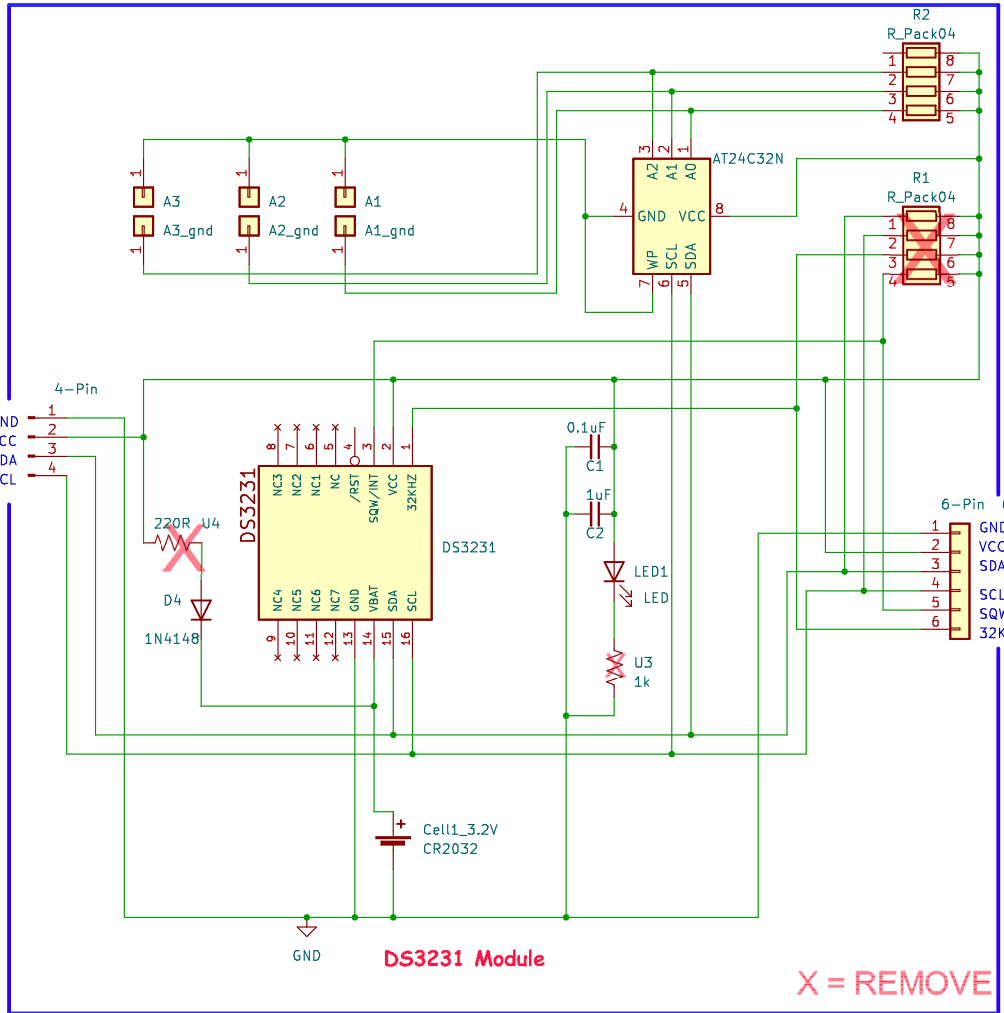 R2
R_Pack04
1 8
2 7
3 6
4 5
3 2 1
A2 A1 A0
AT24C32N
4 GND VCC 8
WP SCL SDA
7 6 5
R1
R_Pack04
1 8
2 7
3 6
4 5
1 1 1
A3 A2 A1
A3_gnd A2_gnd A1_gnd
1 1 1
4-Pin
ND 1
CC 2
DA 3
CL 4
0.1uF
C1
1uF
C2
8 7 6 5 4 3 2 1
NC3 NC2 NC1 NC /RST SQW/INT VCC 32KHZ
DS3231
DS3231
NC4 NC5 NC6 NC7 GND VBAT SDA SCL
9 10 11 12 13 14 15 16
220R U4
D4
1N4148
LED1
LED
U3
1k
6-Pin
1 GND
2 VCC
3 SDA
4 SCL
5 SQW
6 32K
+
Cell1_3.2V
CR2032
GND
DS3231 Module
X = REMOVE